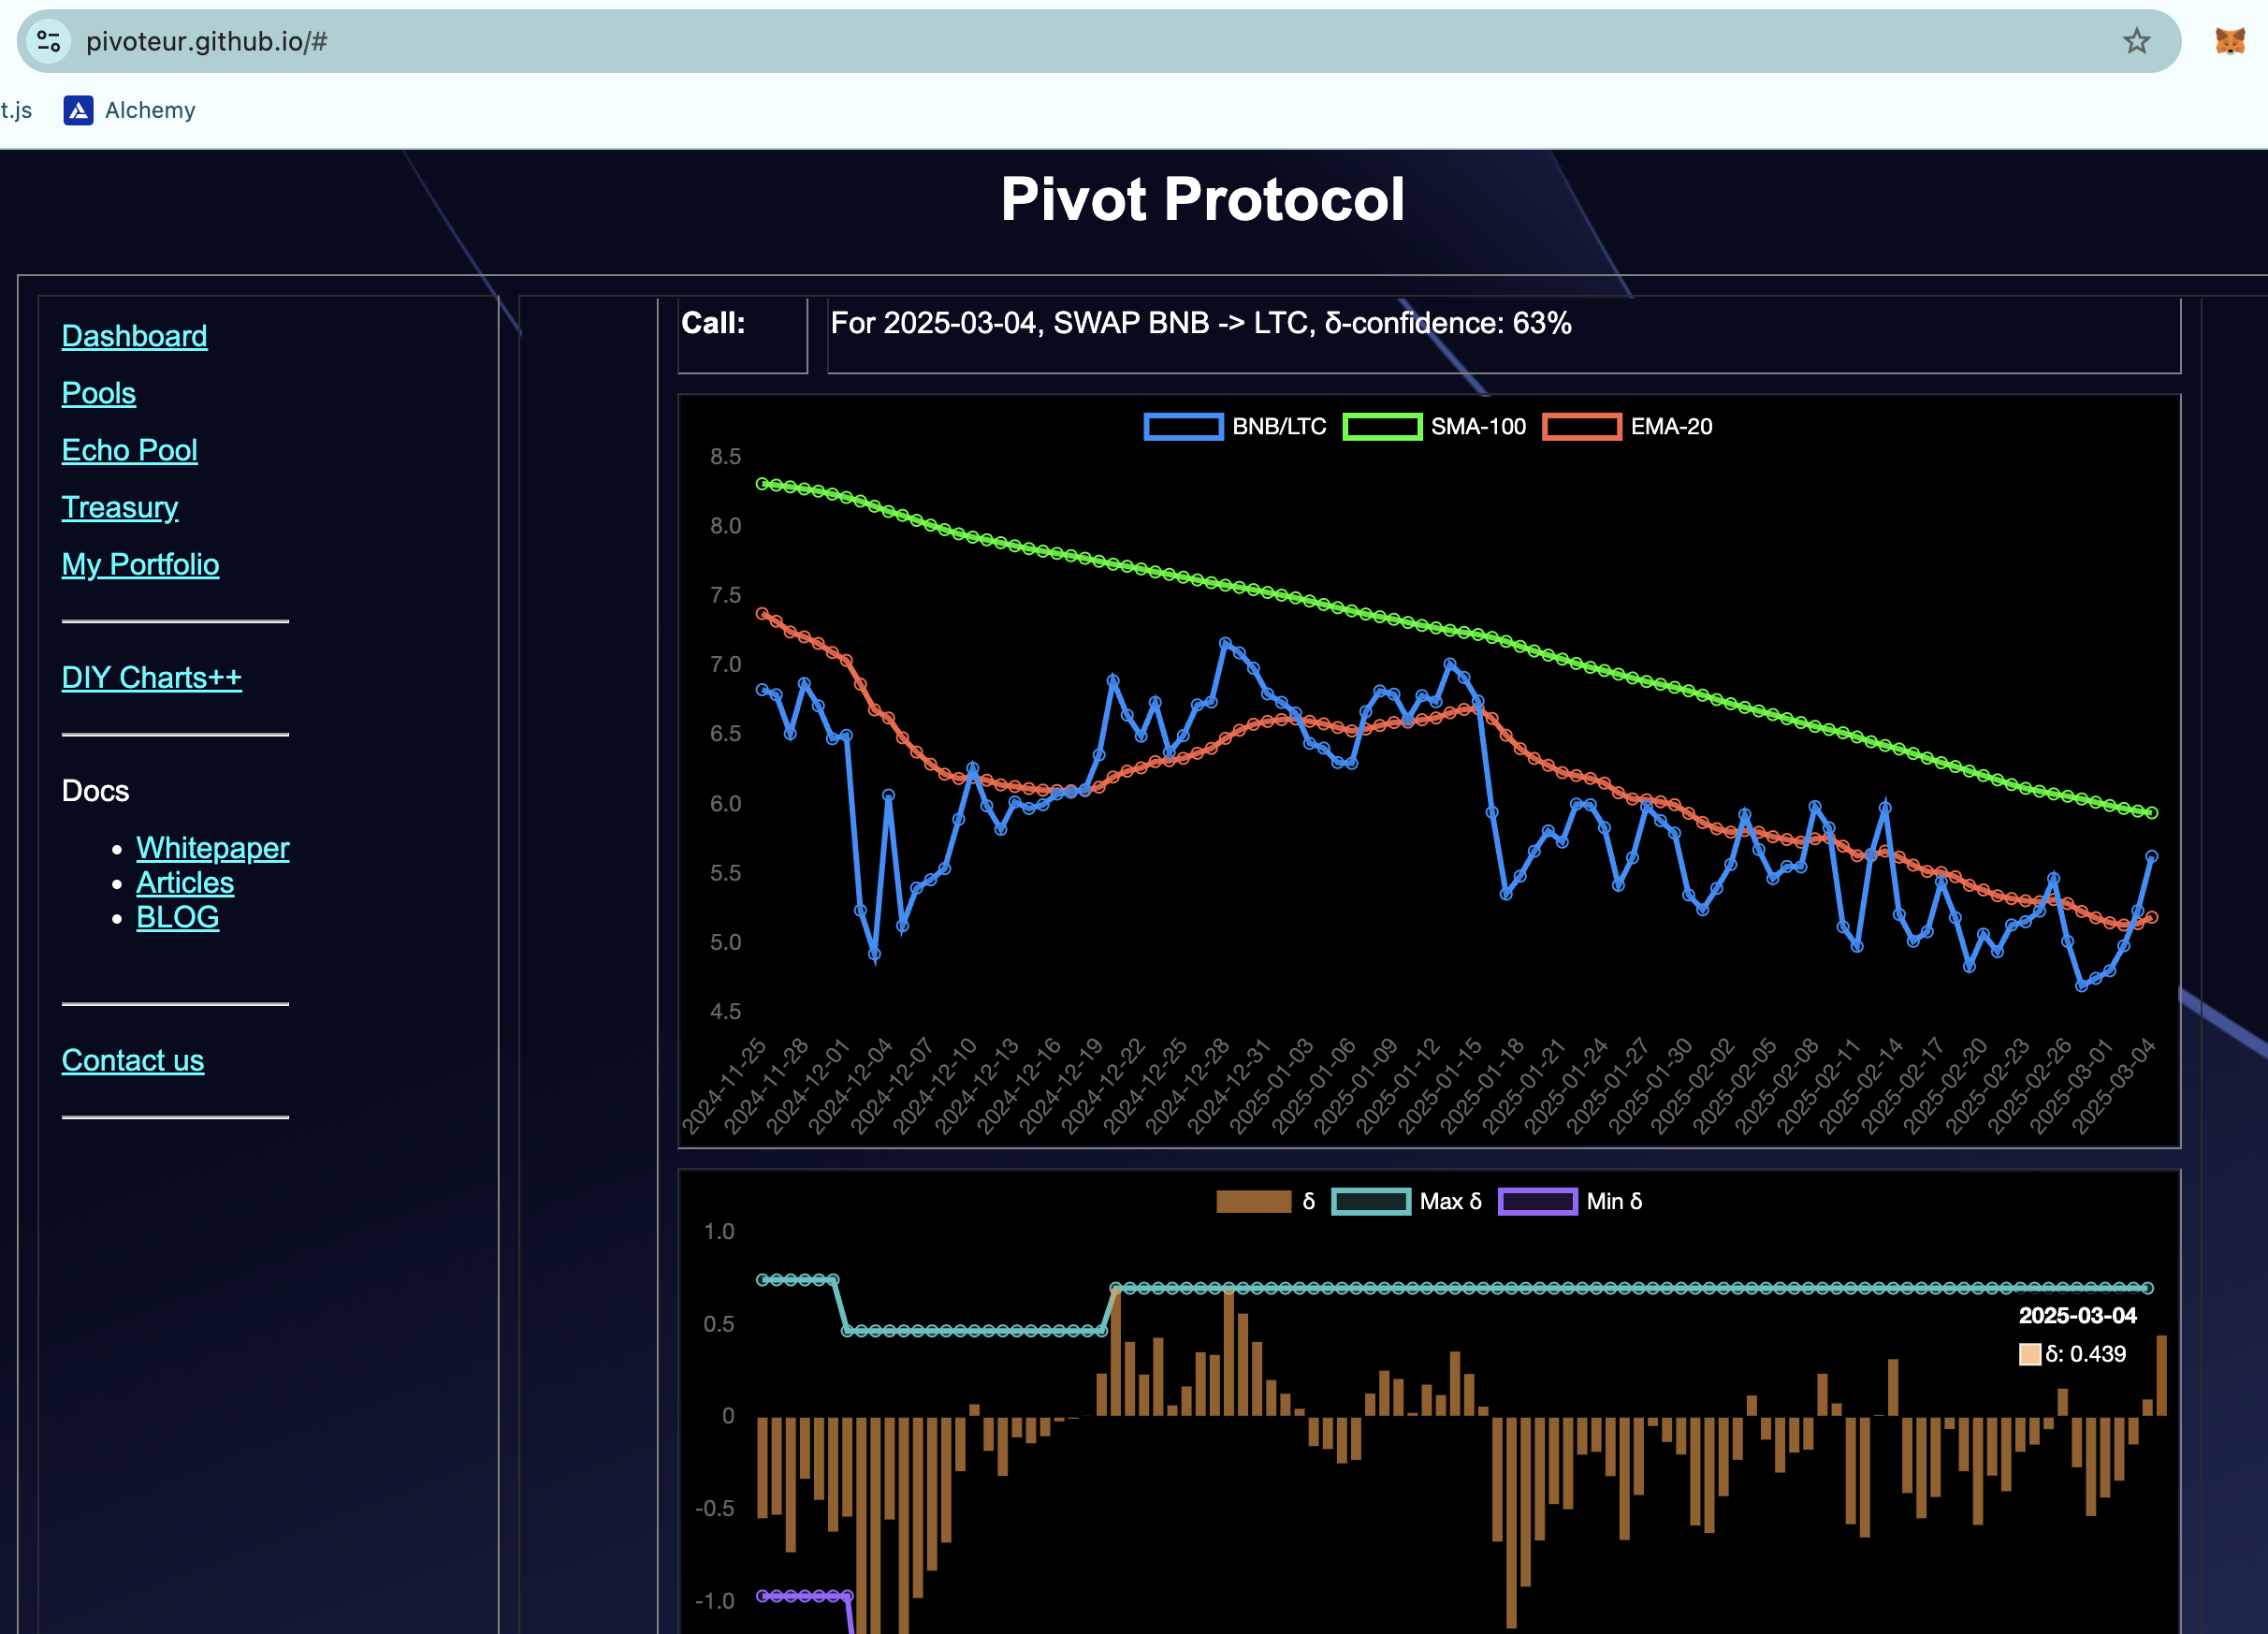 pivoteur.github.io/#
t.js Alchemy
Pivot Protocol
Dashboard
Pools
Echo Pool
Treasury
My Portfolio
DIY Charts++
Docs
Whitepaper
Articles
BLOG
Contact us
Call: For 2025-03-04, SWAP BNB -> LTC, δ-confidence: 63%
BNB/LTC SMA-100 EMA-20
8.5
8.0
7.5
7.0
6.5
6.0
5.5
5.0
4.5
2024-11-25 2024-11-28 2024-12-01 2024-12-04 2024-12-07 2024-12-10 2024-12-13 2024-12-16 2024-12-19 2024-12-22 2024-12-25 2024-12-28 2024-12-31 2025-01-03 2025-01-06 2025-01-09 2025-01-12 2025-01-15 2025-01-18 2025-01-21 2025-01-24 2025-01-27 2025-01-30 2025-02-02 2025-02-05 2025-02-08 2025-02-11 2025-02-14 2025-02-17 2025-02-20 2025-02-23 2025-02-26 2025-03-01 2025-03-04
δ Max δ Min δ
1.0
0.5
0
-0.5
-1.0
2025-03-04
δ: 0.439